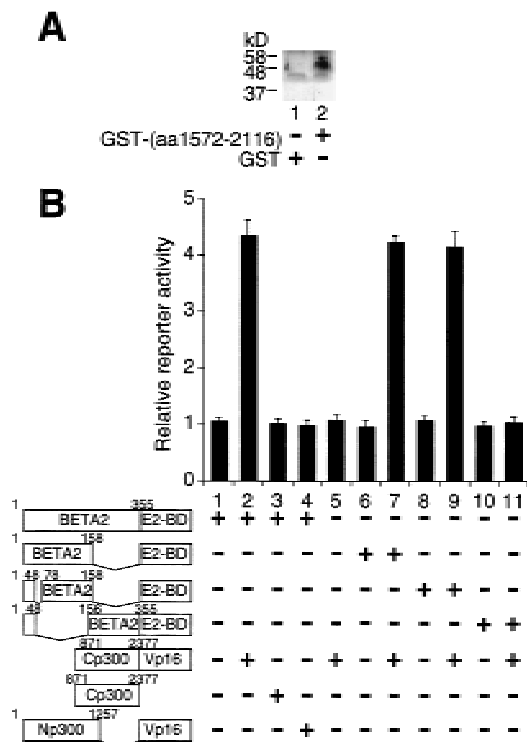 A
kD
58
48
37
1 2
GST-(aa1572-2116) - +
GST + -
B
Relative reporter activity
5
4
3
2
1
0
1 2 3 4 5 6 7 8 9 10 11
1 355
BETA2 E2-BD + + + + - - - - - - -
1 158
BETA2 E2-BD - - - - - + + - - - -
1 48 78 158
BETA2 E2-BD - - - - - - - + + - -
1 48 156 355
BETA2 E2-BD - - - - - - - - - + +
871 2377
Cp300 Vp16 - + - - + - + - + - +
871 2377
Cp300 - - + - - - - - - - -
1 1257
Np300 Vp16 - - - + - - - - - - -